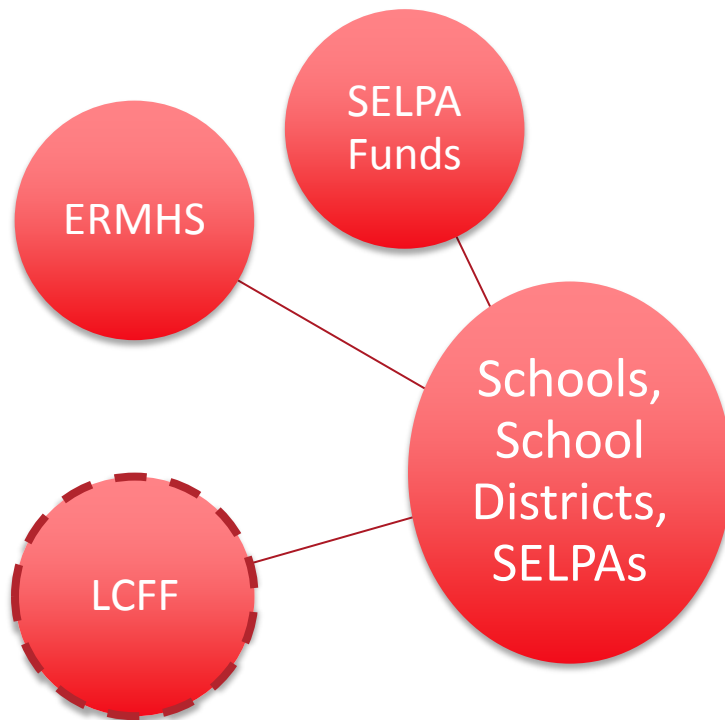 SELPA
Funds
ERMHS
Schools,
School
Districts,
SELPAs
LCFF